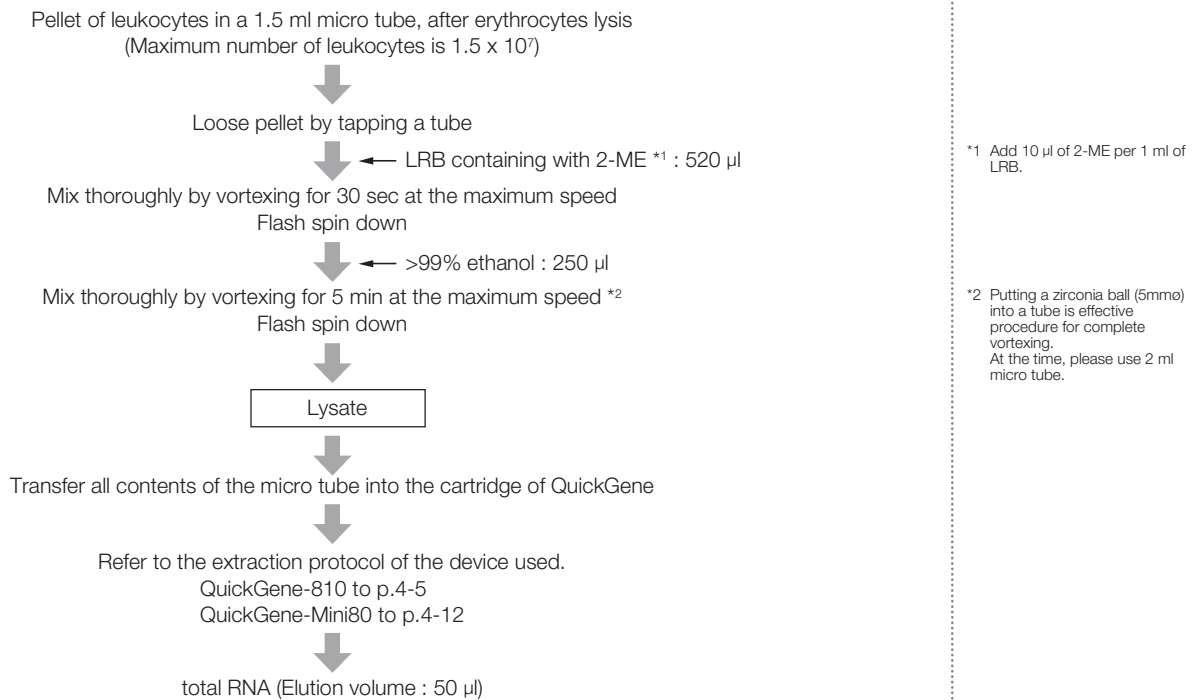 Pellet of leukocytes in a 1.5 ml micro tube, after erythrocytes lysis
(Maximum number of leukocytes is 1.5 x 10⁷)
Loose pellet by tapping a tube
LRB containing with 2-ME *¹ : 520 µl
Mix thoroughly by vortexing for 30 sec at the maximum speed
Flash spin down
>99% ethanol : 250 µl
Mix thoroughly by vortexing for 5 min at the maximum speed *²
Flash spin down
Lysate
Transfer all contents of the micro tube into the cartridge of QuickGene
Refer to the extraction protocol of the device used.
QuickGene-810 to p.4-5
QuickGene-Mini80 to p.4-12
total RNA (Elution volume : 50 µl)
*1 Add 10 µl of 2-ME per 1 ml of
LRB.
*2 Putting a zirconia ball (5mmø)
into a tube is effective
procedure for complete
vortexing.
At the time, please use 2 ml
micro tube.